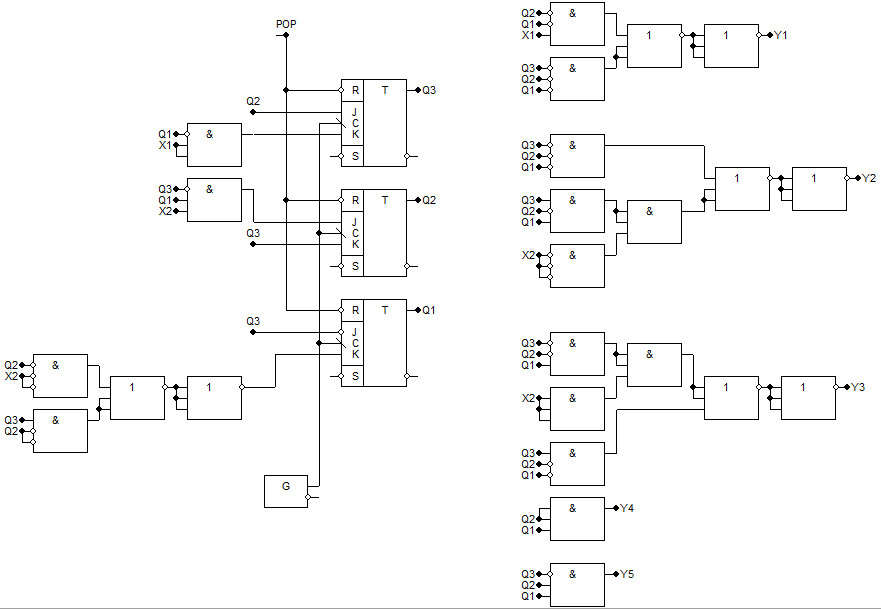 POP
R T Q3
Q2
J
C
K
S
Q1 &
X1
Q3 &
Q1
X2
R T Q2
J
C
Q3 K
S
R T Q1
Q3
J
C
K
S
Q2 &
X2
1 1
Q3 &
Q2
G
Q2 &
Q1
X1
1 1 Y1
Q3 &
Q2
Q1
Q3 &
Q2
Q1
1 1 Y2
Q3 &
Q2
Q1
&
X2 &
Q3 &
Q2
Q1
&
1 1 Y3
X2 &
Q3 &
Q2
Q1
& Y4
Q2
Q1
Q3 & Y5
Q2
Q1